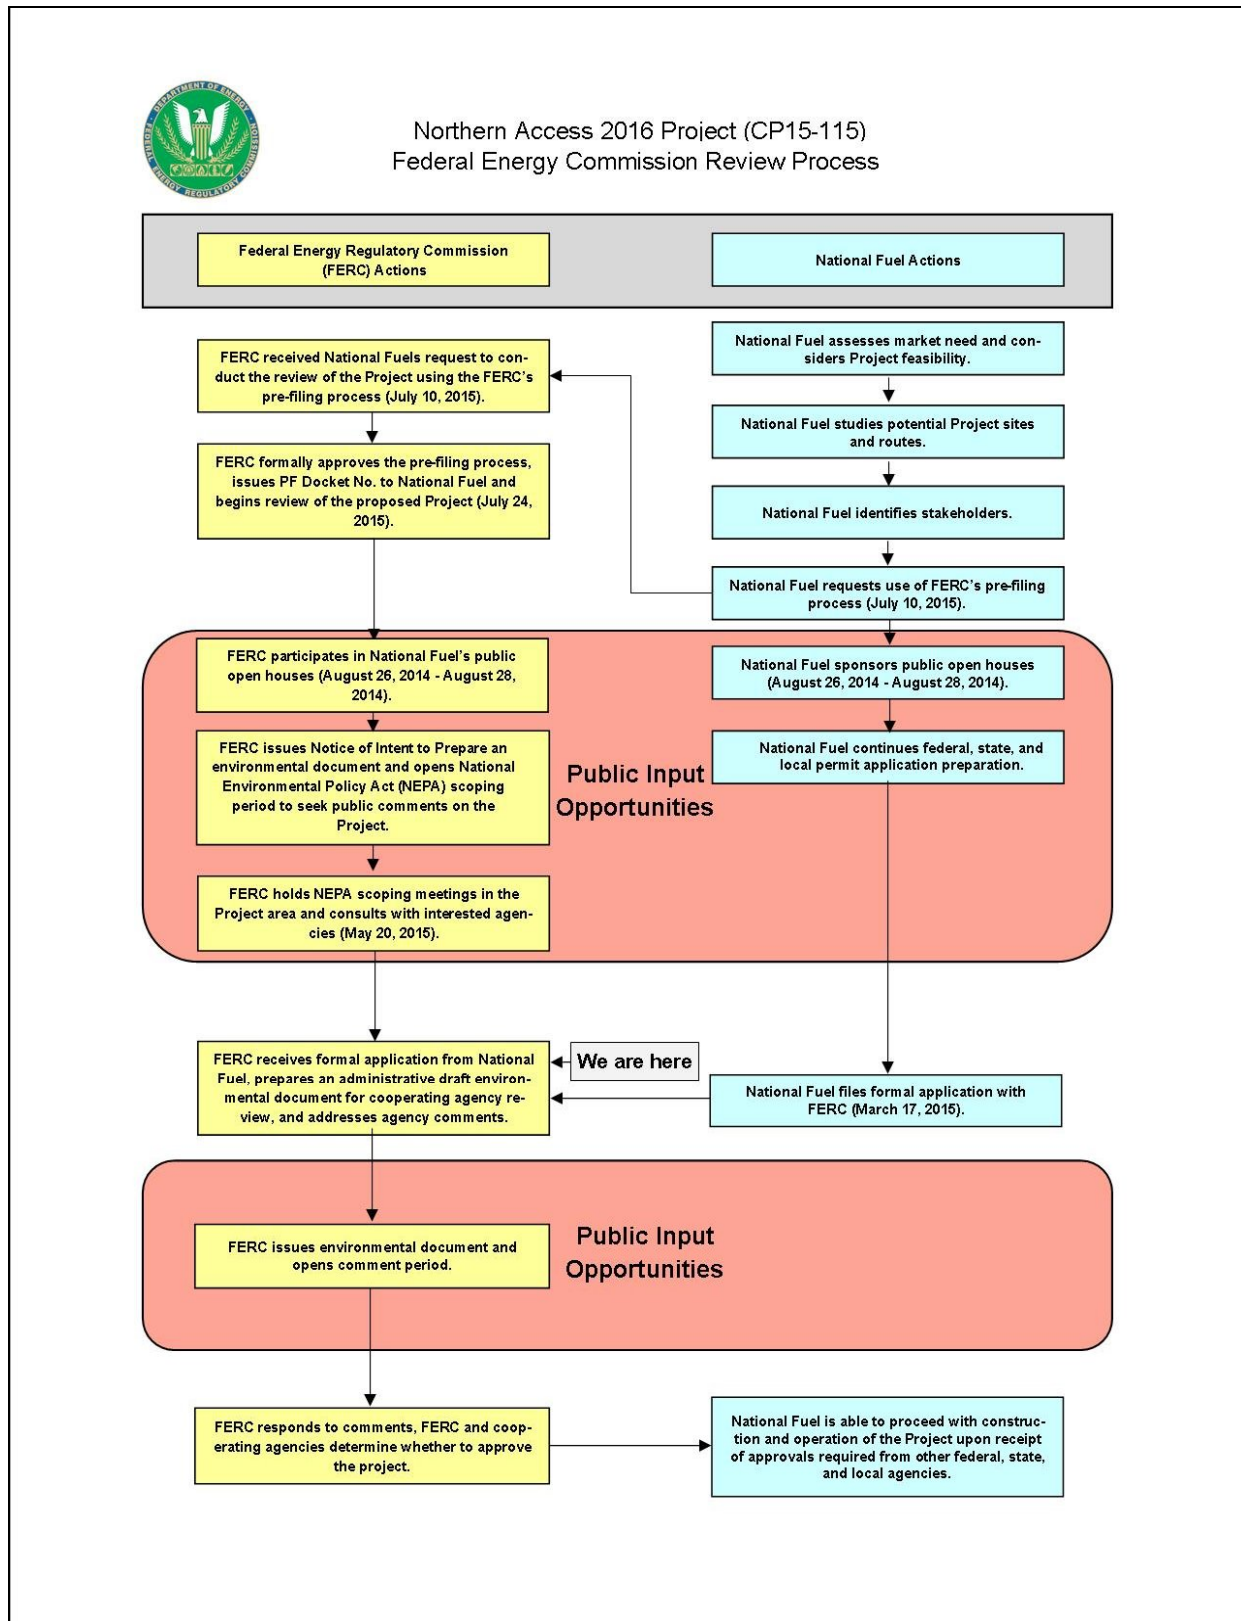 DEPARTMENT OF ENERGY
FEDERAL ENERGY REGULATORY COMMISSION
Northern Access 2016 Project (CP15-115)
Federal Energy Commission Review Process
Federal Energy Regulatory Commission
(FERC) Actions
National Fuel Actions
FERC received National Fuels request to con-
duct the review of the Project using the FERC's
pre-filing process (July 10, 2015).
National Fuel assesses market need and con-
siders Project feasibility.
National Fuel studies potential Project sites
and routes.
FERC formally approves the pre-filing process,
issues PF Docket No. to National Fuel and
begins review of the proposed Project (July 24,
2015).
National Fuel identifies stakeholders.
National Fuel requests use of FERC's pre-filing
process (July 10, 2015).
FERC participates in National Fuel's public
open houses (August 26, 2014 - August 28,
2014).
National Fuel sponsors public open houses
(August 26, 2014 - August 28, 2014).
FERC issues Notice of Intent to Prepare an
environmental document and opens National
Environmental Policy Act (NEPA) scoping
period to seek public comments on the
Project.
Public Input
Opportunities
National Fuel continues federal, state, and
local permit application preparation.
FERC holds NEPA scoping meetings in the
Project area and consults with interested agen-
cies (May 20, 2015).
FERC receives formal application from National
Fuel, prepares an administrative draft environ-
mental document for cooperating agency re-
view, and addresses agency comments.
We are here
National Fuel files formal application with
FERC (March 17, 2015).
FERC issues environmental document and
opens comment period.
Public Input
Opportunities
FERC responds to comments, FERC and coop-
erating agencies determine whether to approve
the project.
National Fuel is able to proceed with construc-
tion and operation of the Project upon receipt
of approvals required from other federal, state,
and local agencies.